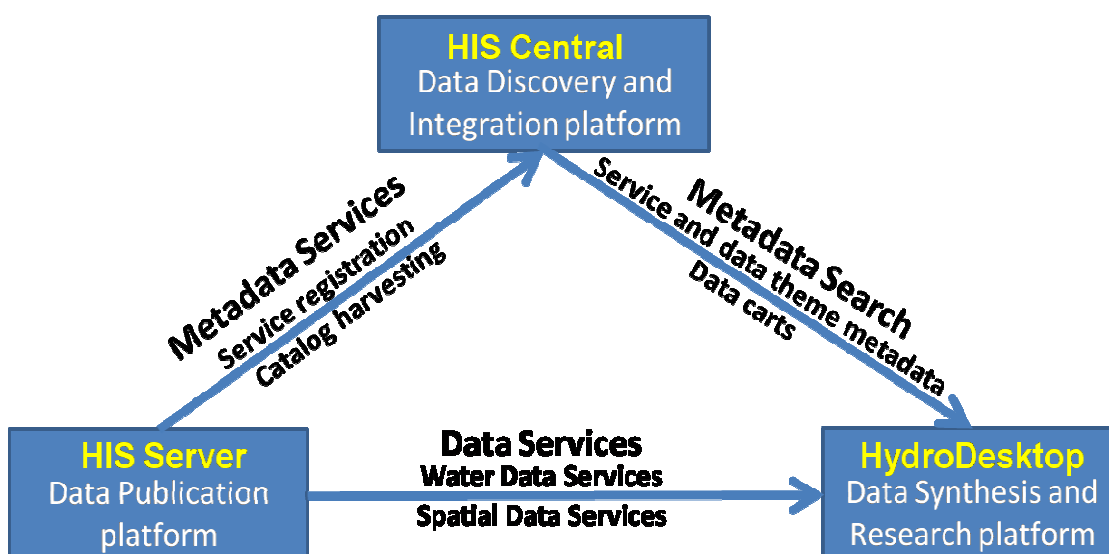 HIS Central
Data Discovery and
Integration platform
Metadata Services
Service registration
Catalog harvesting
Metadata Search
Service and data theme metadata
Data carts
HIS Server
Data Publication
platform
Data Services
Water Data Services
Spatial Data Services
HydroDesktop
Data Synthesis and
Research platform